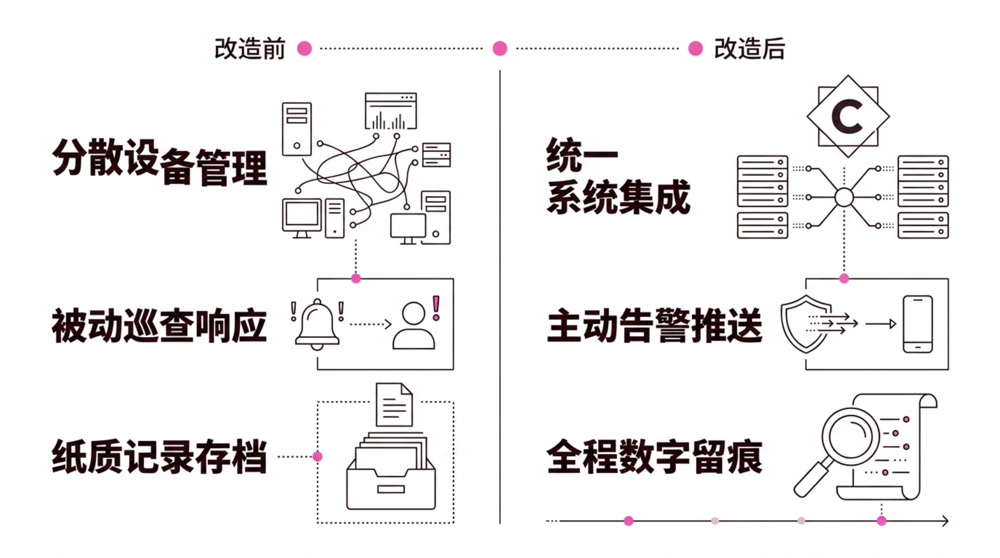 改造前
改造后
分散设备管理
被动巡查响应
纸质记录存档
C
统一
系统集成
主动告警推送
全程数字留痕